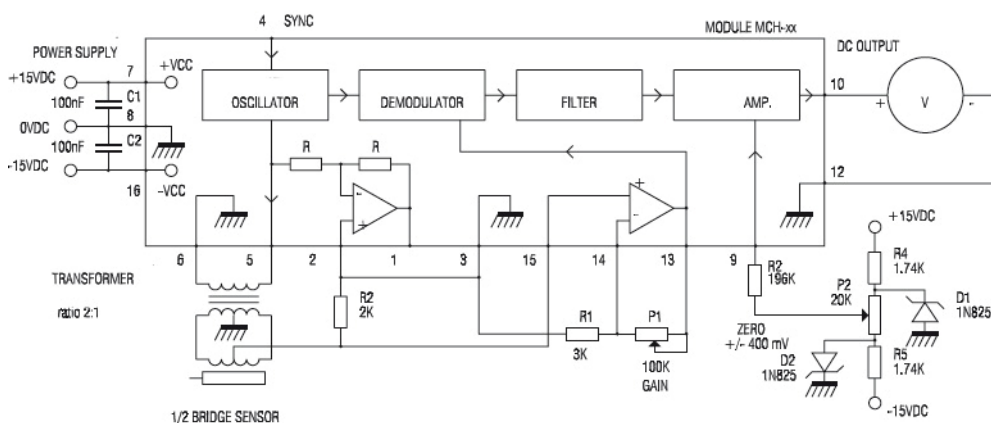 4 SYNC
MODULE MCH-xx
POWER SUPPLY
DC OUTPUT
7
+VCC
10
+15VDC
100nF
C1
8
0VDC
100nF
C2
-15VDC
16
-VCC
OSCILLATOR
DEMODULATOR
FILTER
AMP.
+
V
-
12
R
R
-
+
+
-
+15VDC
6
5
2
1
3
15
14
13
9
TRANSFORMER
ratio 2:1
R2
2K
R1
3K
P1
100K
GAIN
R2
196K
R4
1.74K
P2
20K
D1
1N825
ZERO
+/- 400 mV
D2
1N825
R5
1.74K
-15VDC
1/2 BRIDGE SENSOR